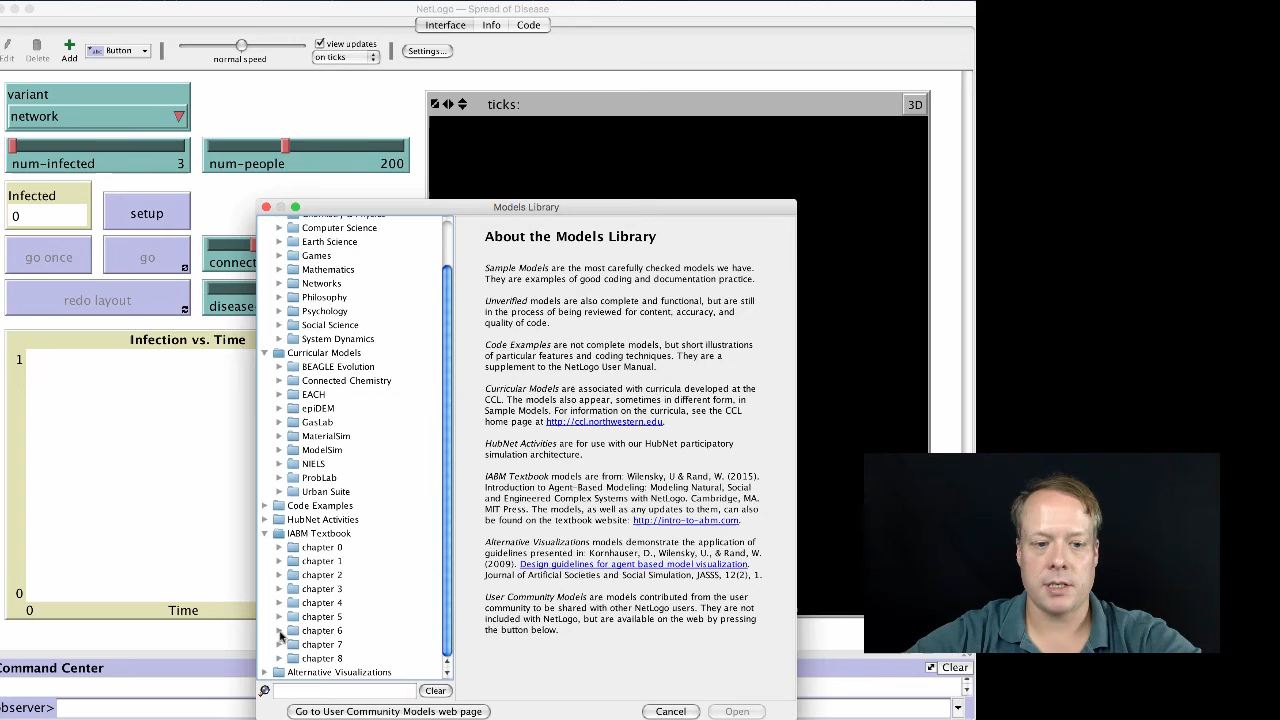 NetLogo — Spread of Disease
Interface Info Code
Edit Delete Add Button normal speed view updates on ticks Settings...
variant
network
num-infected 3
num-people 200
Infected
0
setup
go once
go
redo layout
Infection vs. Time
1
0
0 Time
ticks:
3D
Models Library
Computer Science
Earth Science
Games
Mathematics
Networks
Philosophy
Psychology
Social Science
System Dynamics
Curricular Models
BEAGLE Evolution
Connected Chemistry
EACH
epiDEM
GasLab
MaterialSim
ModelSim
NIELS
ProbLab
Urban Suite
Code Examples
HubNet Activities
IABM Textbook
chapter 0
chapter 1
chapter 2
chapter 3
chapter 4
chapter 5
chapter 6
chapter 7
chapter 8
Alternative Visualizations
Clear
Go to User Community Models web page
Cancel
Open
About the Models Library
Sample Models are the most carefully checked models we have.
They are examples of good coding and documentation practice.
Unverified models are also complete and functional, but are still
in the process of being reviewed for content, accuracy, and
quality of code.
Code Examples are not complete models, but short illustrations
of particular features and coding techniques. They are a
supplement to the NetLogo User Manual.
Curricular Models are associated with curricula developed at the
CCL. The models also appear, sometimes in different form, in
Sample Models. For information on the curricula, see the CCL
home page at http://ccl.northwestern.edu.
HubNet Activities are for use with our HubNet participatory
simulation architecture.
IABM Textbook models are from: Wilensky, U & Rand, W. (2015).
Introduction to Agent-Based Modeling: Modeling Natural, Social
and Engineered Complex Systems with NetLogo. Cambridge, MA.
MIT Press. The models, as well as any updates to them, can also
be found on the textbook website: http://intro-to-abm.com.
Alternative Visualizations models demonstrate the application of
guidelines presented in: Kornhauser, D., Wilensky, U., & Rand, W.
(2009). Design guidelines for agent based model visualization.
Journal of Artificial Societies and Social Simulation, JASSS, 12(2), 1.
User Community Models are models contributed from the user
community to be shared with other NetLogo users. They are not
included with NetLogo, but are available on the web by pressing
the button below.
Command Center
Clear
observer>